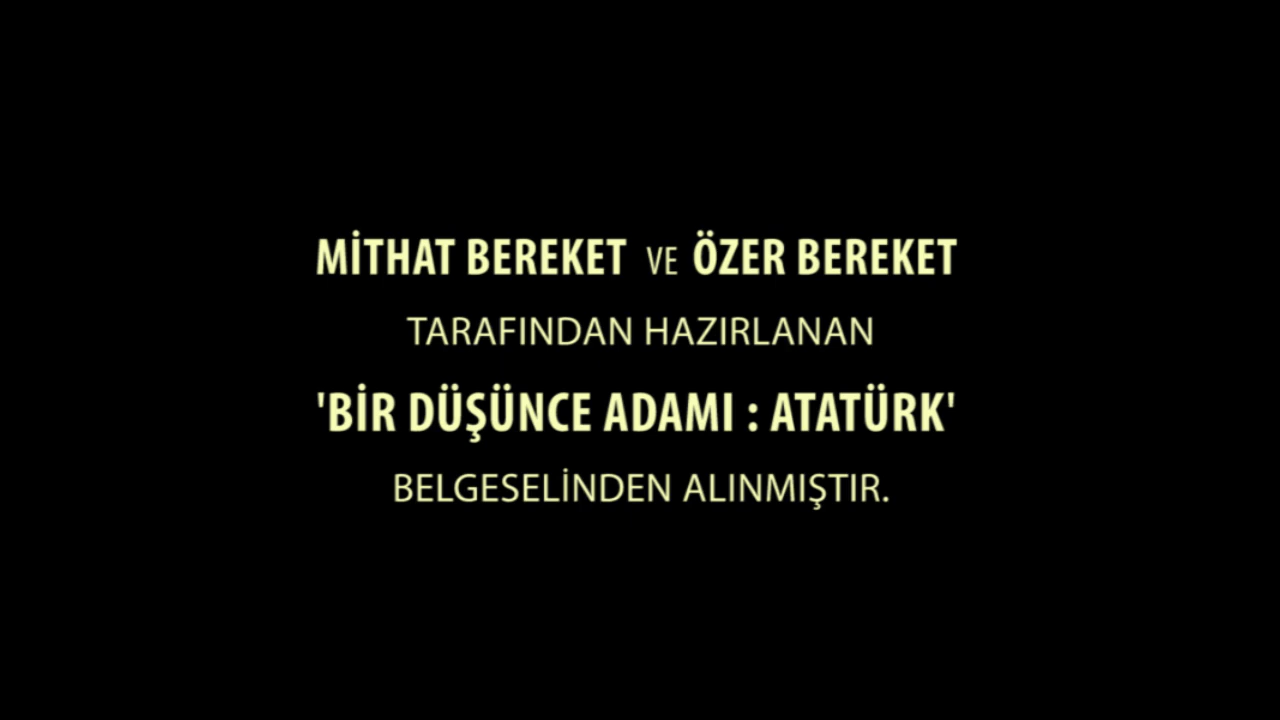 MİTHAT BEREKET VE ÖZER BEREKET
TARAFINDAN HAZIRLANAN
'BİR DÜŞÜNCE ADAMI : ATATÜRK'
BELGESELİNDEN ALINMIŞTIR.